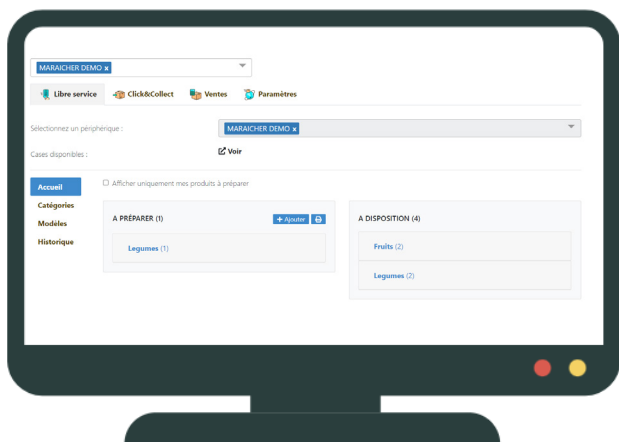 MARAICHER DEMO x
Libre service Click&Collect Ventes Paramètres
Sélectionnez un périphérique : MARAICHER DEMO x
Cases disponibles : Voir
Accueil
Afficher uniquement mes produits à préparer
Catégories
Modèles
Historique
A PRÉPARER (1) + Ajouter
Legumes (1)
A DISPOSITION (4)
Fruits (2)
Legumes (2)